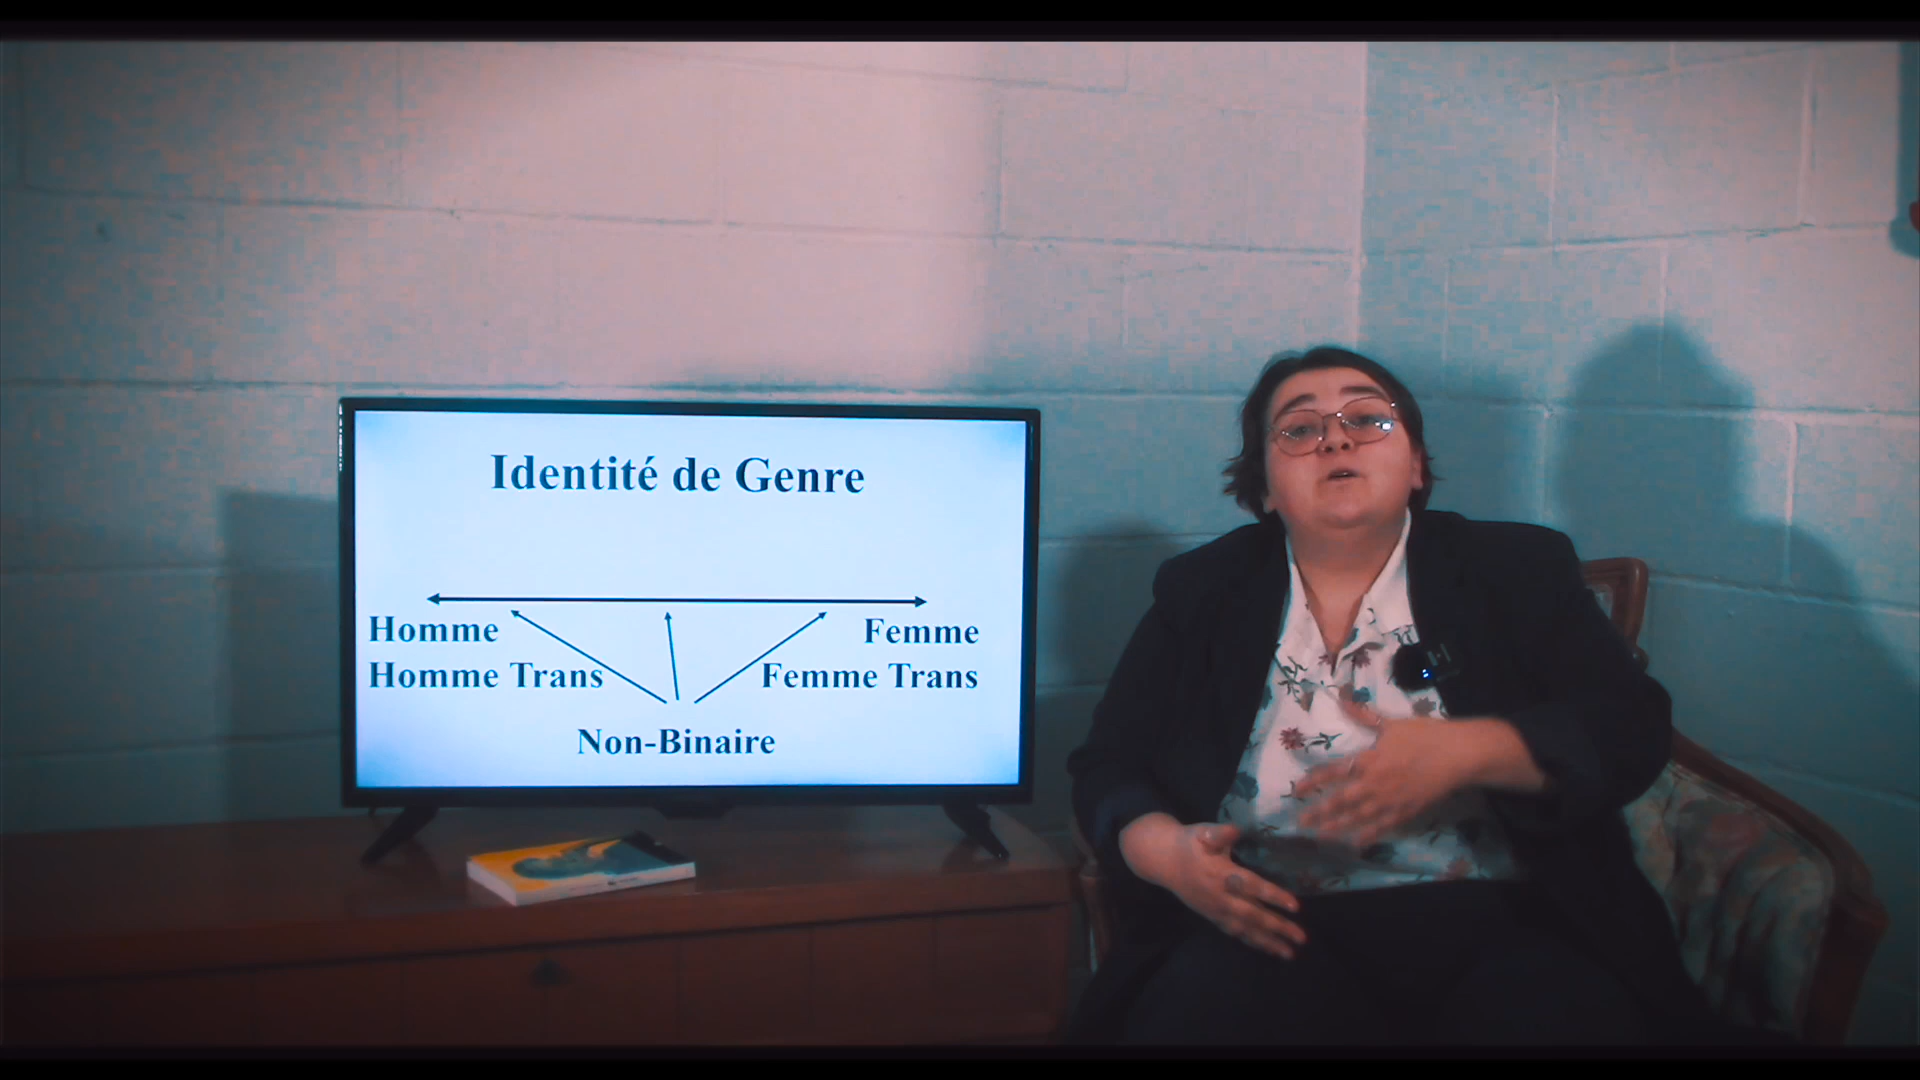 Identité de Genre
Homme
Femme
Homme Trans
Femme Trans
Non-Binaire